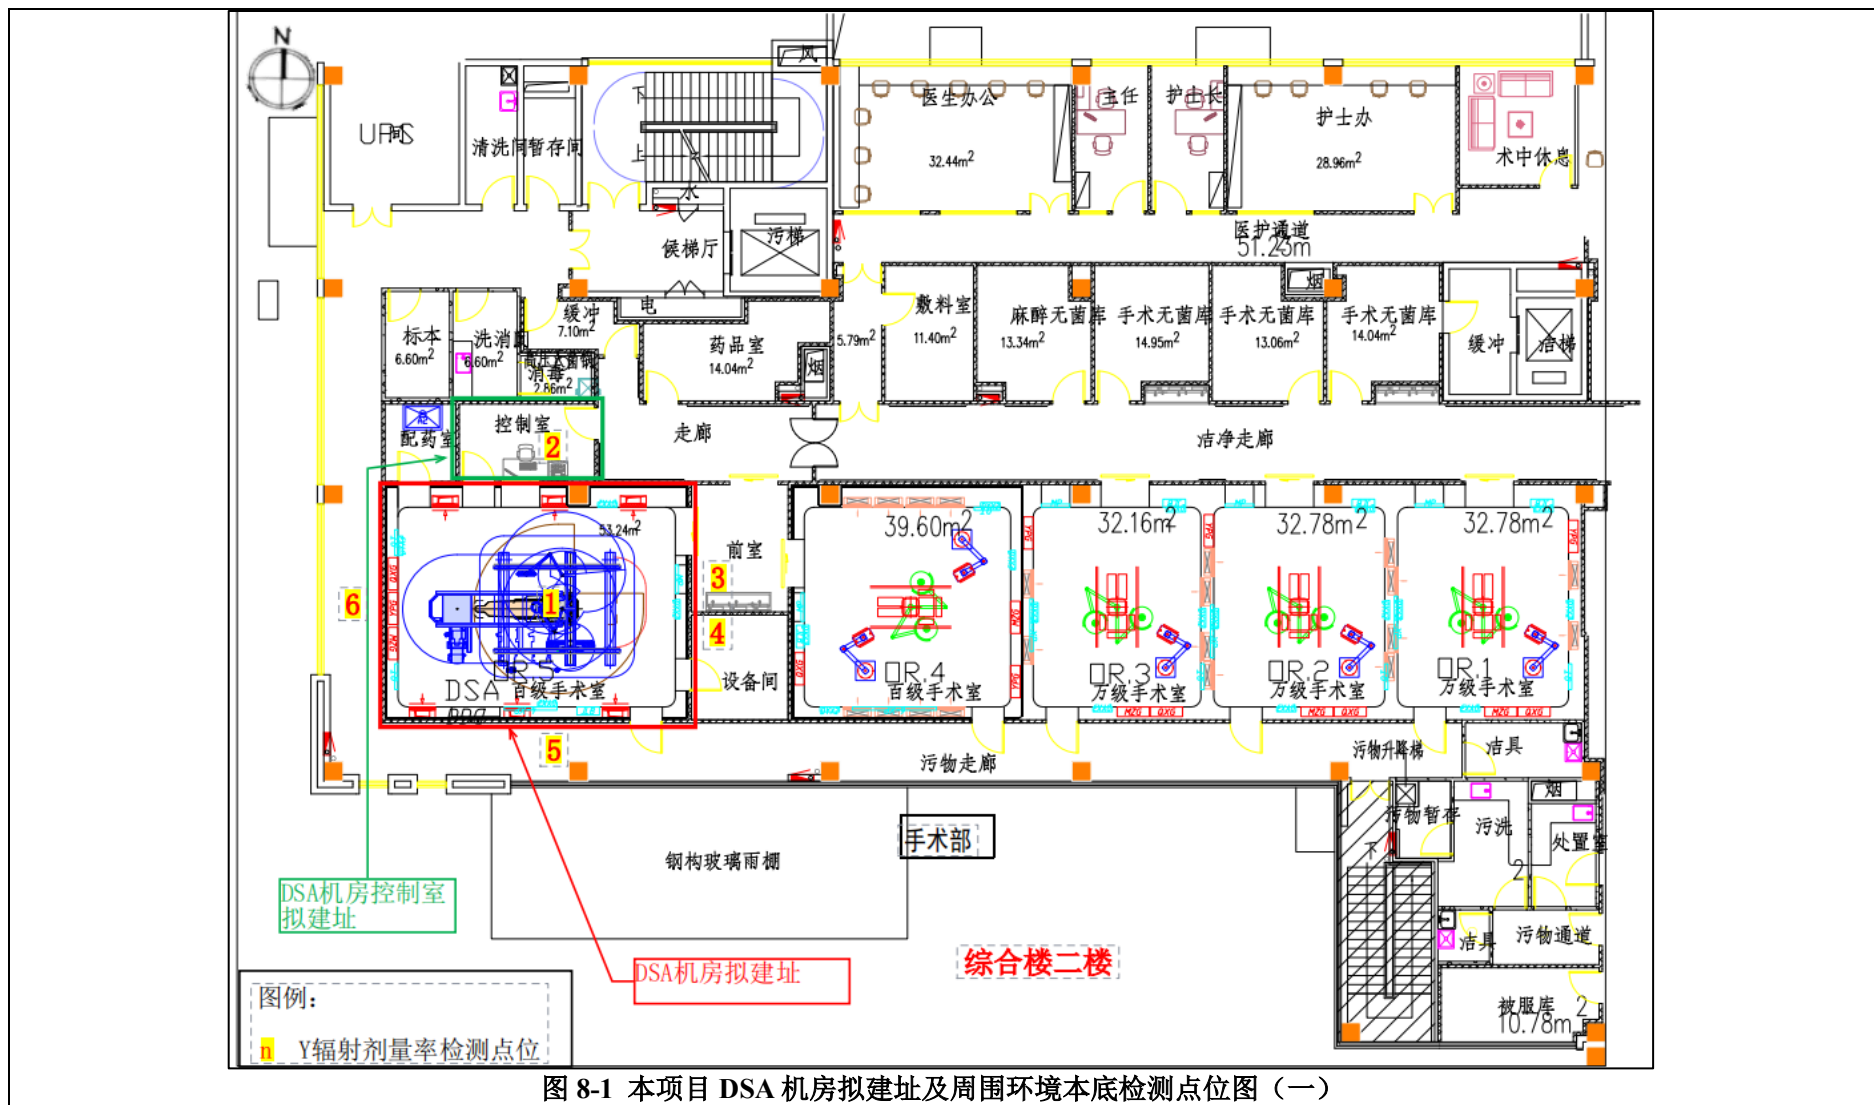 N
风
UPS
间
清洗间
暂存间
下
上
水
候梯厅
污梯
医生办公
32.44m²
主任
护士长
护士办
28.96m²
术中休息
医护通道
51.23m
标本
6.60m²
洗消间
6.60m²
缓冲
7.10m²
电
消毒
2.86m²
药品室
14.04m²
烟
5.79m²
敷料室
11.40m²
麻醉无菌库
13.34m²
手术无菌库
14.95m²
烟
手术无菌库
13.06m²
手术无菌库
14.04m²
缓冲
洁梯
配药室
控制室
2
走廊
洁净走廊
53.24m²
39.60m²
32.16m²
32.78m²
32.78m²
前室
3
6
1
4
设备间
OR.5
DSA 百级手术室
OR.4
百级手术室
OR.3
万级手术室
OR.2
万级手术室
OR.1
万级手术室
5
污物走廊
污物升降梯
洁具
手术部
钢构玻璃雨棚
污物暂存
污洗
烟
处置室
下
2
洁具
污物通道
被服库
10.78m²
DSA机房控制室
拟建址
DSA机房拟建址
综合楼二楼
图例：
n γ辐射剂量率检测点位
图 8-1 本项目 DSA 机房拟建址及周围环境本底检测点位图（一）